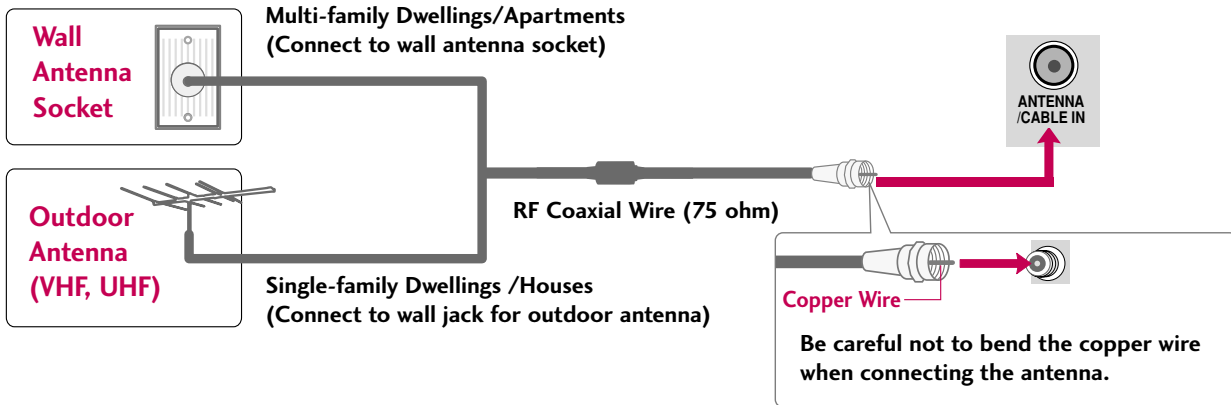 Wall
Antenna
Socket
Multi-family Dwellings/Apartments
(Connect to wall antenna socket)
ANTENNA
/CABLE IN
Outdoor
Antenna
(VHF, UHF)
RF Coaxial Wire (75 ohm)
Single-family Dwellings /Houses
(Connect to wall jack for outdoor antenna)
Copper Wire
Be careful not to bend the copper wire
when connecting the antenna.